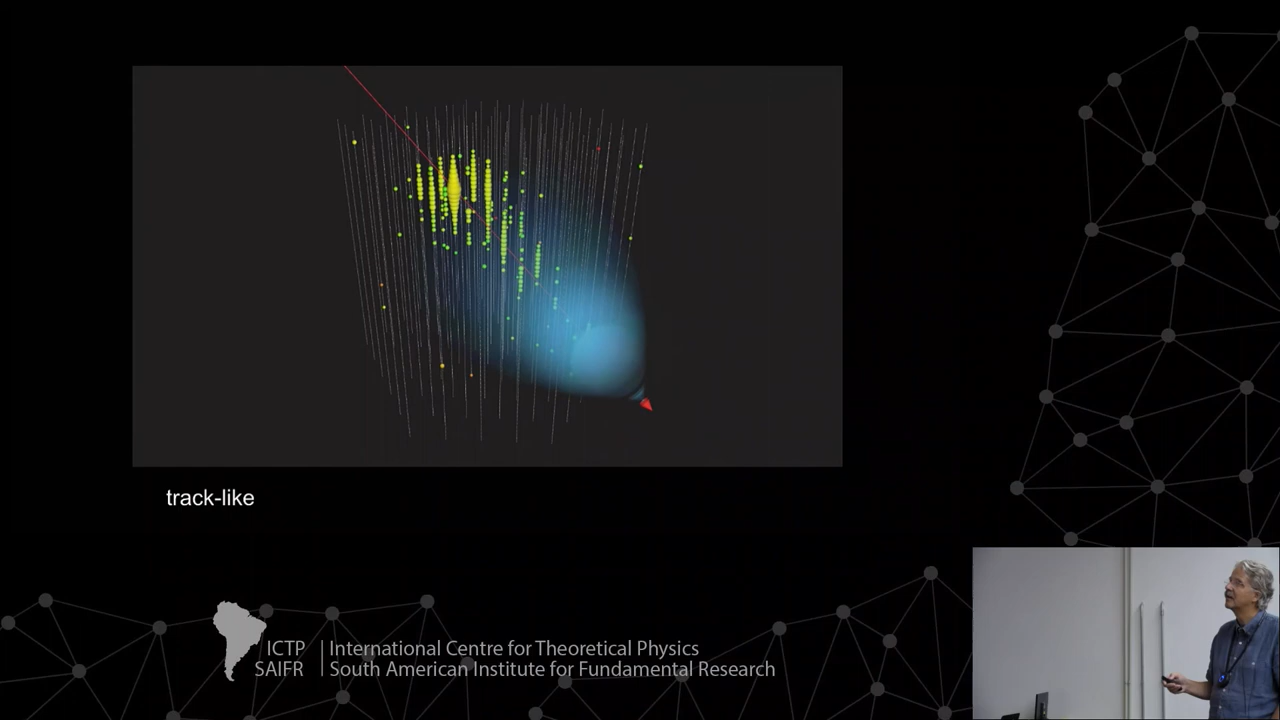 track-like
ICTP
SAIFR
International Centre for Theoretical Physics
South American Institute for Fundamental Research